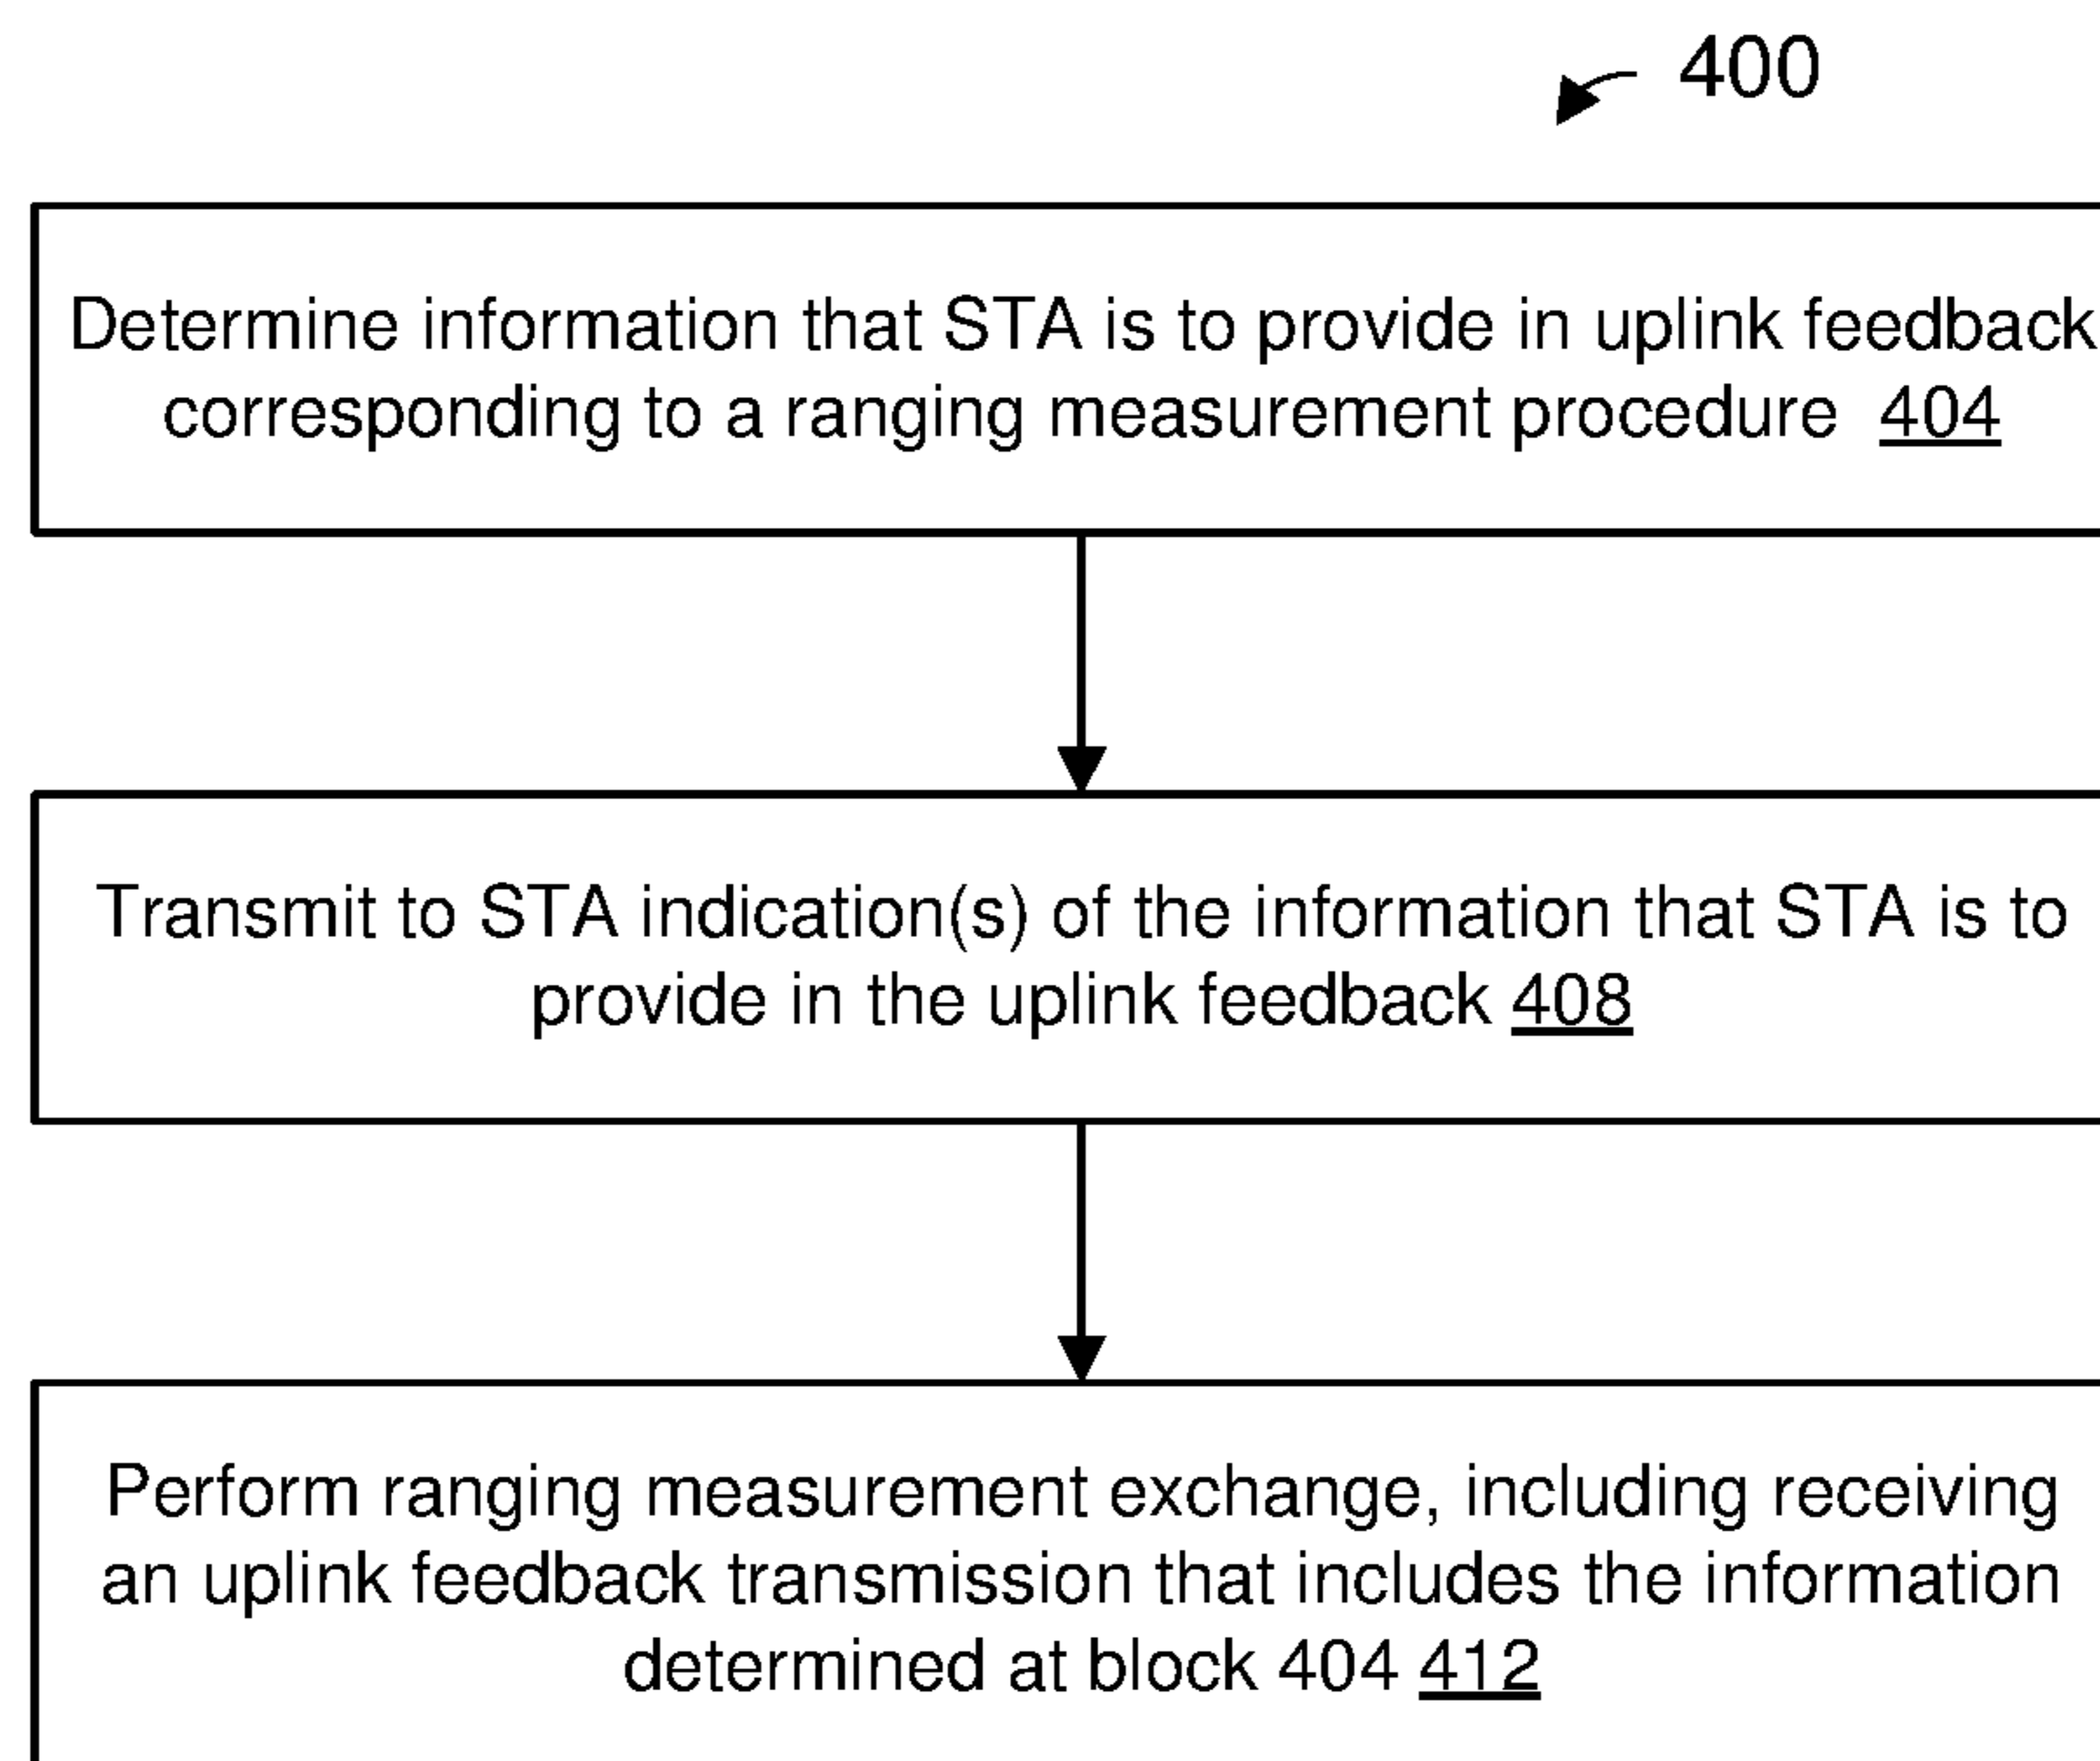 400
Determine information that STA is to provide in uplink feedback
corresponding to a ranging measurement procedure 404
Transmit to STA indication(s) of the information that STA is to
provide in the uplink feedback 408
Perform ranging measurement exchange, including receiving
an uplink feedback transmission that includes the information
determined at block 404 412